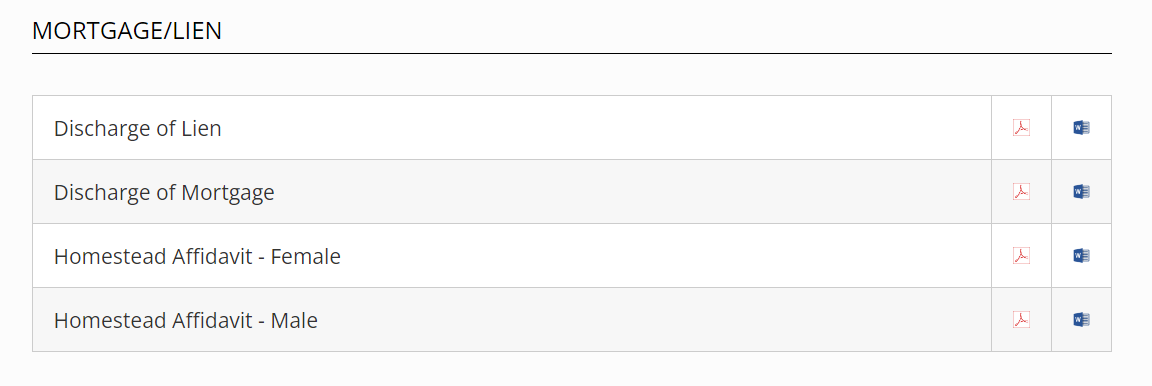 MORTGAGE/LIEN
Discharge of Lien
Discharge of Mortgage
Homestead Affidavit - Female
Homestead Affidavit - Male